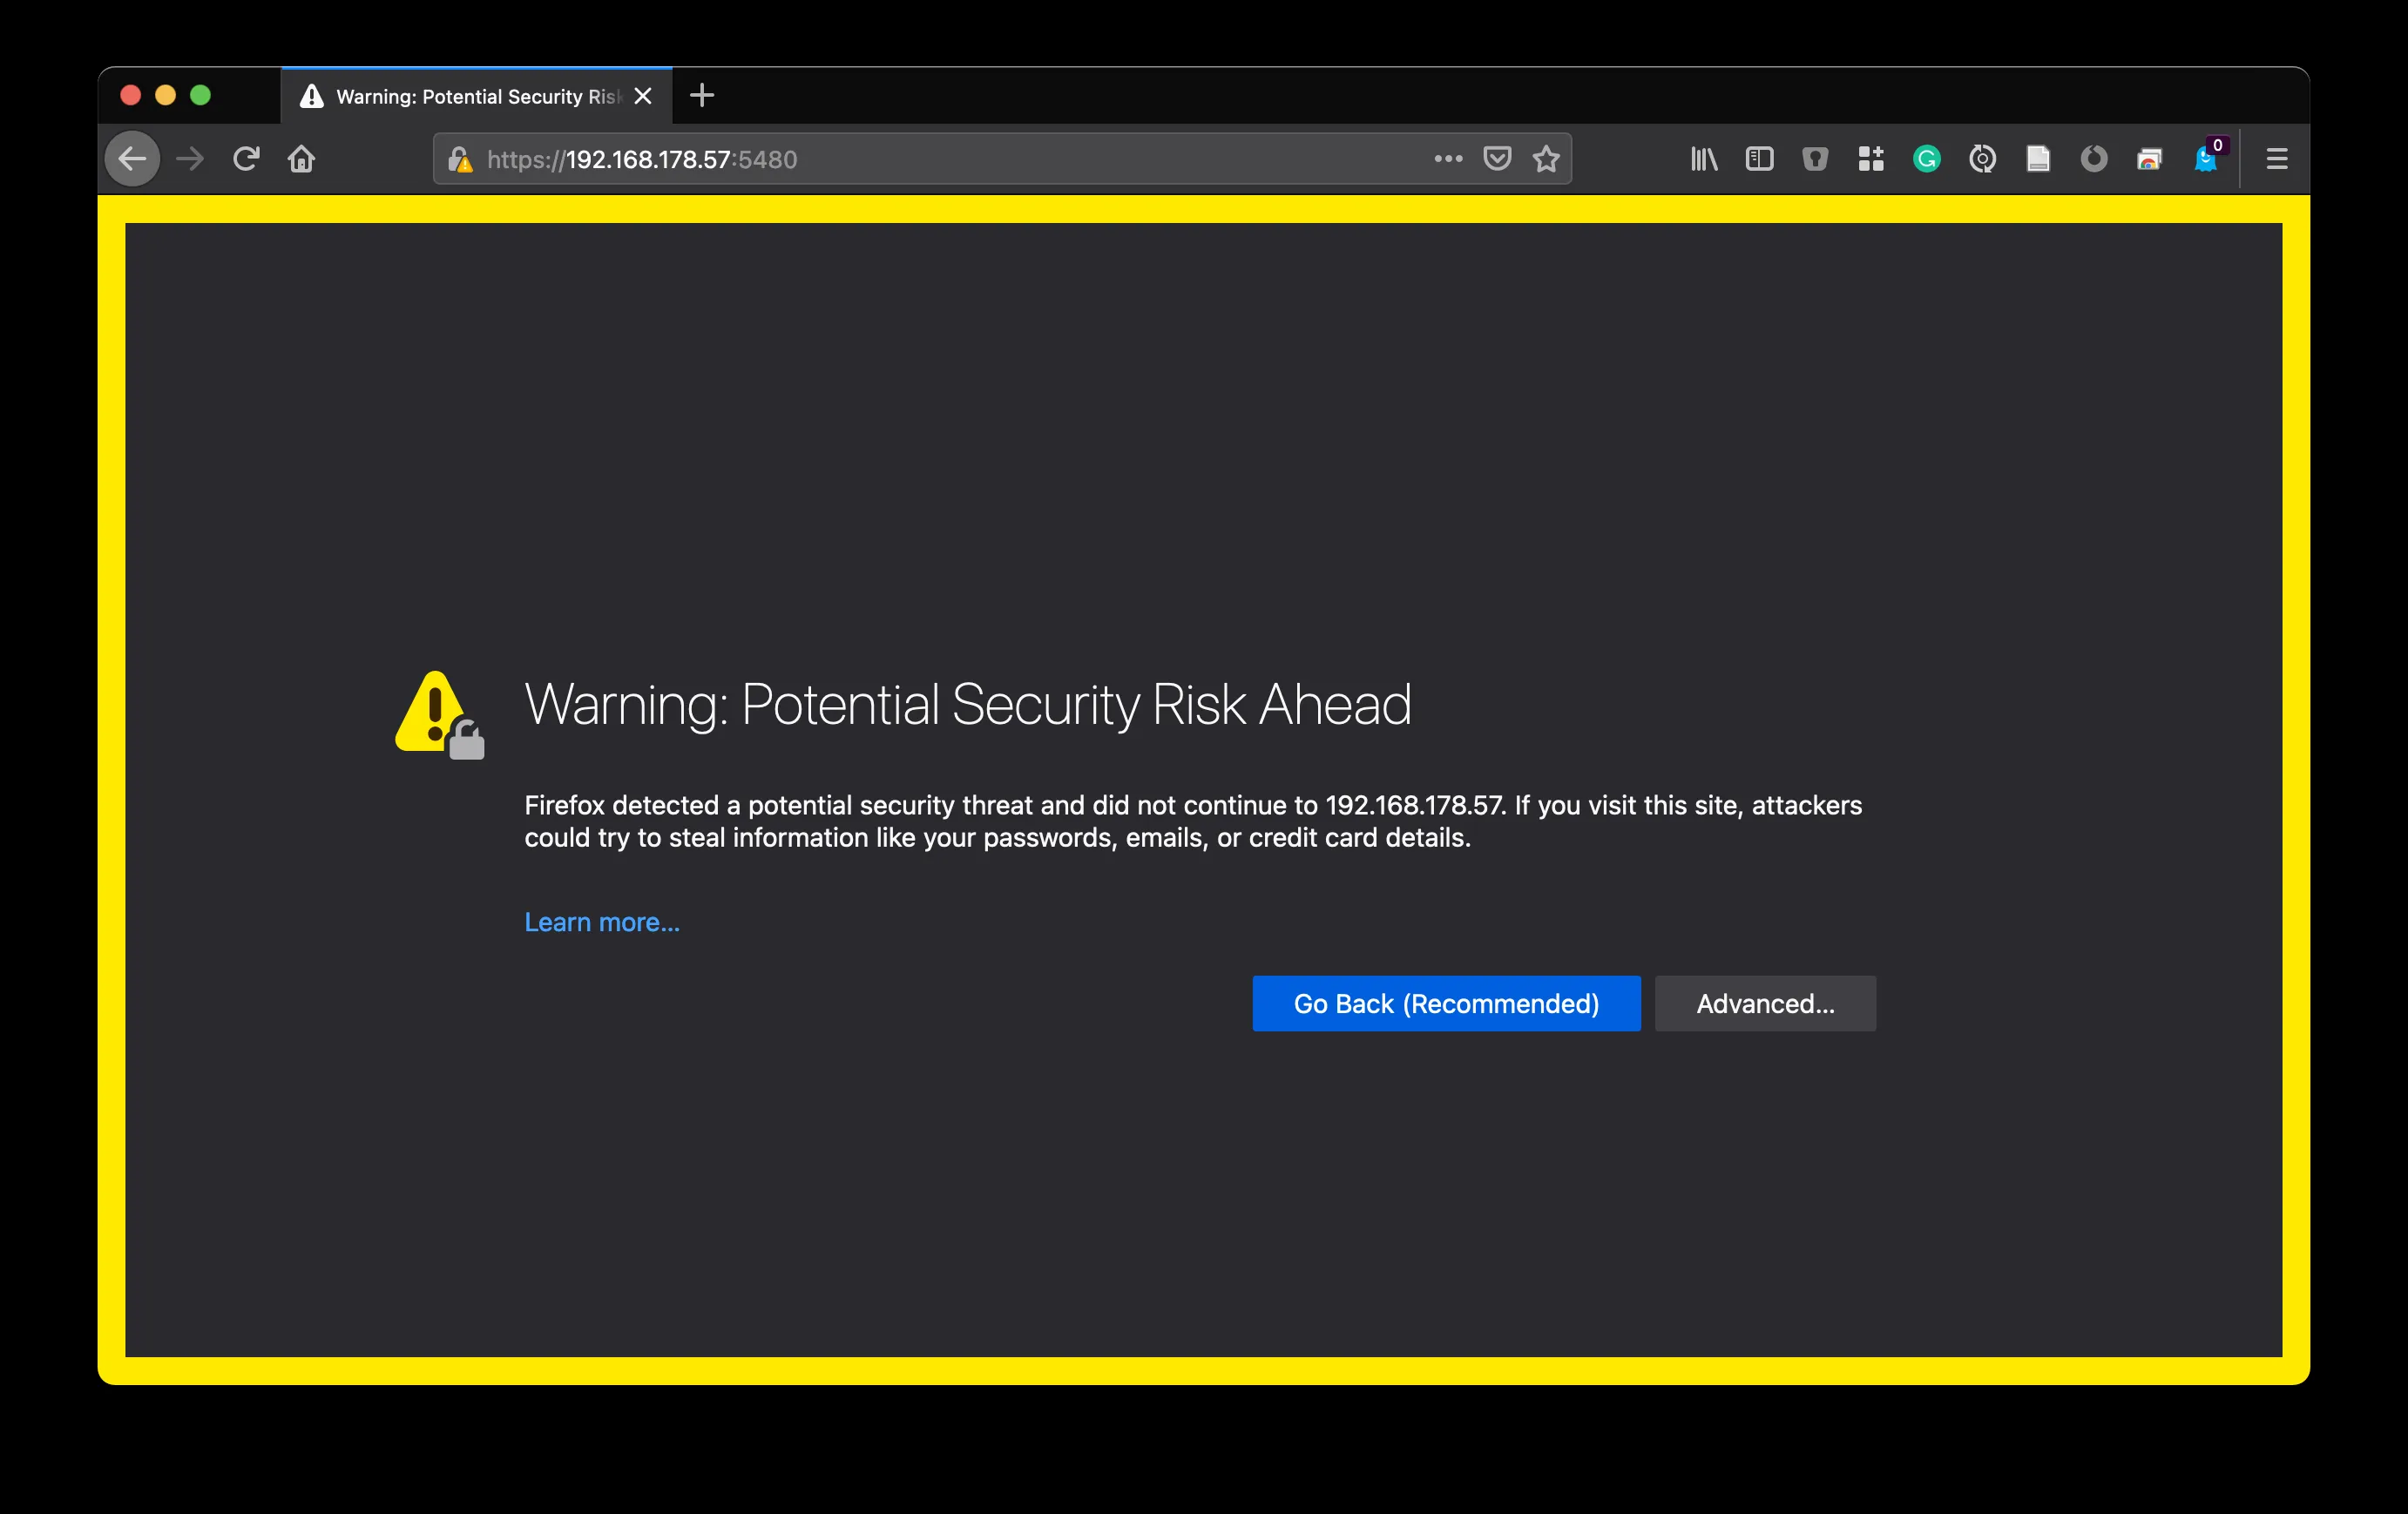 Warning: Potential Security Risk
https://192.168.178.57:5480
0
Warning: Potential Security Risk Ahead
Firefox detected a potential security threat and did not continue to 192.168.178.57. If you visit this site, attackers
could try to steal information like your passwords, emails, or credit card details.
Learn more...
Go Back (Recommended)
Advanced...